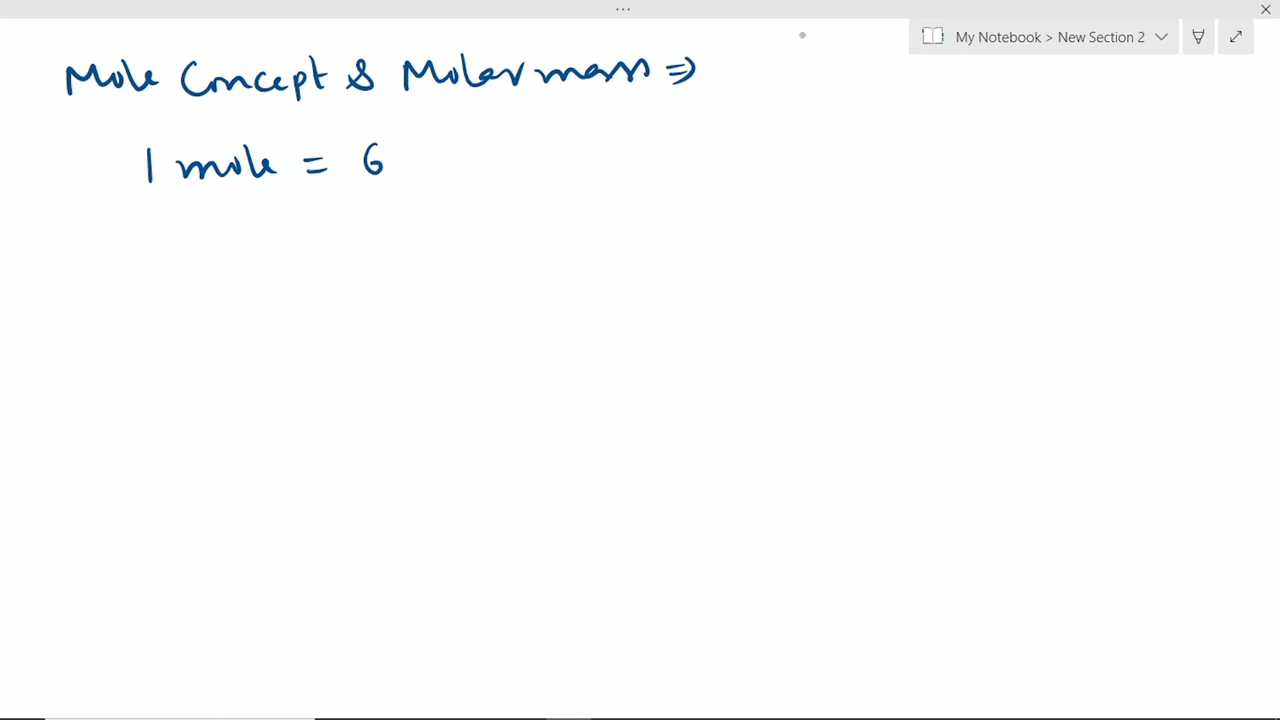 My Notebook > New Section 2
Mole Concept & Molar mass ⇒
1 mole = 6